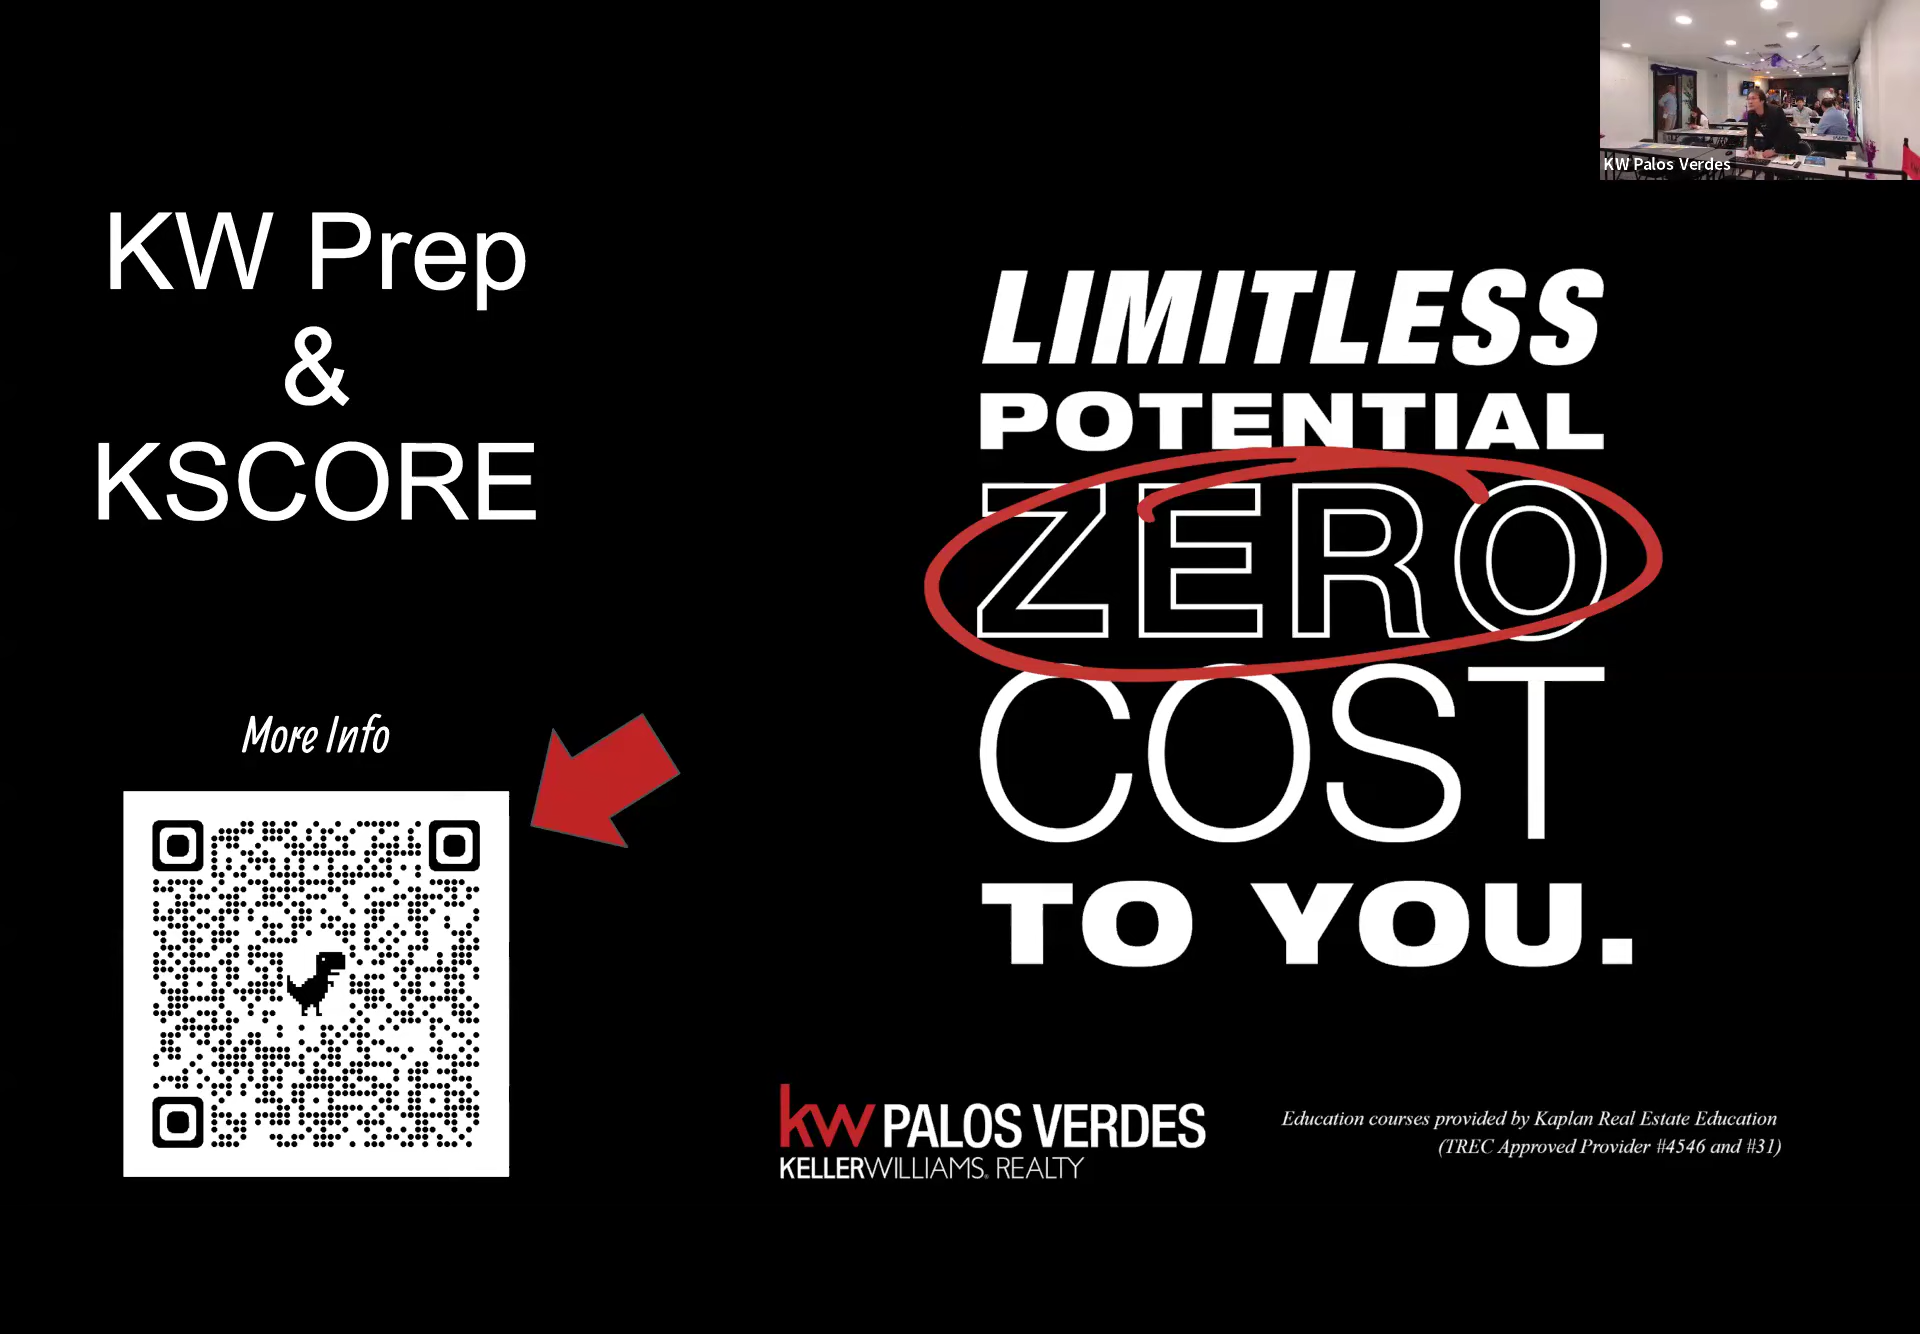 KW Palos Verdes
KW Prep
&
KSCORE
More Info
LIMITLESS
POTENTIAL
ZERO
COST
TO YOU.
kw PALOS VERDES
KELLERWILLIAMS. REALTY
Education courses provided by Kaplan Real Estate Education
(TREC Approved Provider #4546 and #31)